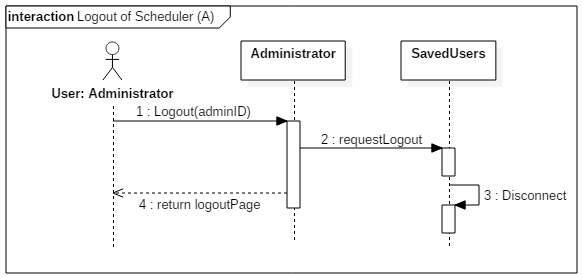 interaction Logout of Scheduler (A)
Administrator
SavedUsers
User: Administrator
1 : Logout(adminID)
2 : requestLogout
3 : Disconnect
4 : return logoutPage